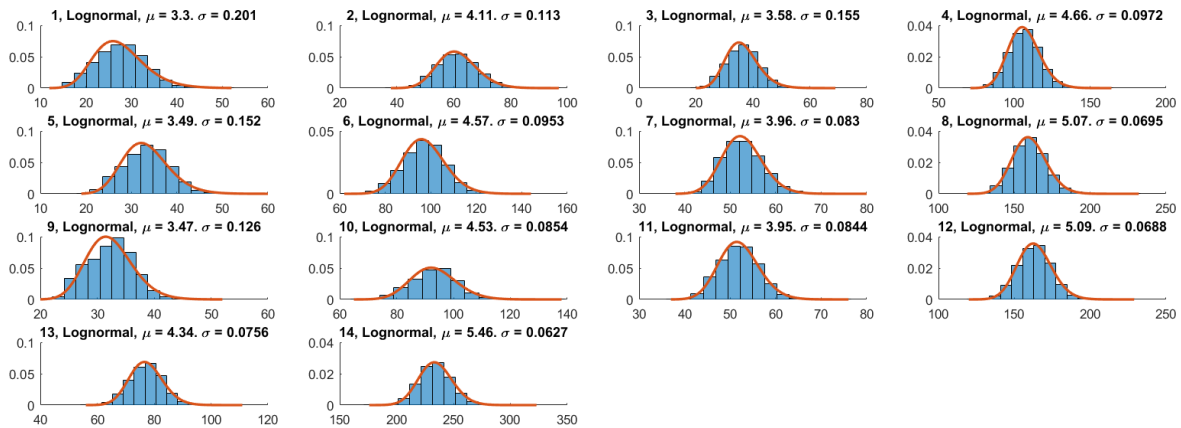 1, Lognormal, μ = 3.3. σ = 0.201
0.1
0.05
0
10 20 30 40 50 60
2, Lognormal, μ = 4.11. σ = 0.113
0.1
0.05
0
20 40 60 80 100
3, Lognormal, μ = 3.58. σ = 0.155
0.1
0.05
0
0 20 40 60 80
4, Lognormal, μ = 4.66. σ = 0.0972
0.04
0.02
0
50 100 150 200
5, Lognormal, μ = 3.49. σ = 0.152
0.1
0.05
0
10 20 30 40 50 60
6, Lognormal, μ = 4.57. σ = 0.0953
0.05
0
60 80 100 120 140 160
7, Lognormal, μ = 3.96. σ = 0.083
0.1
0.05
0
30 40 50 60 70 80
8, Lognormal, μ = 5.07. σ = 0.0695
0.04
0.02
0
100 150 200 250
9, Lognormal, μ = 3.47. σ = 0.126
0.1
0.05
0
20 30 40 50 60
10, Lognormal, μ = 4.53. σ = 0.0854
0.1
0.05
0
60 80 100 120 140
11, Lognormal, μ = 3.95. σ = 0.0844
0.1
0.05
0
30 40 50 60 70 80
12, Lognormal, μ = 5.09. σ = 0.0688
0.04
0.02
0
100 150 200 250
13, Lognormal, μ = 4.34. σ = 0.0756
0.1
0.05
0
40 60 80 100 120
14, Lognormal, μ = 5.46. σ = 0.0627
0.04
0.02
0
150 200 250 300 350